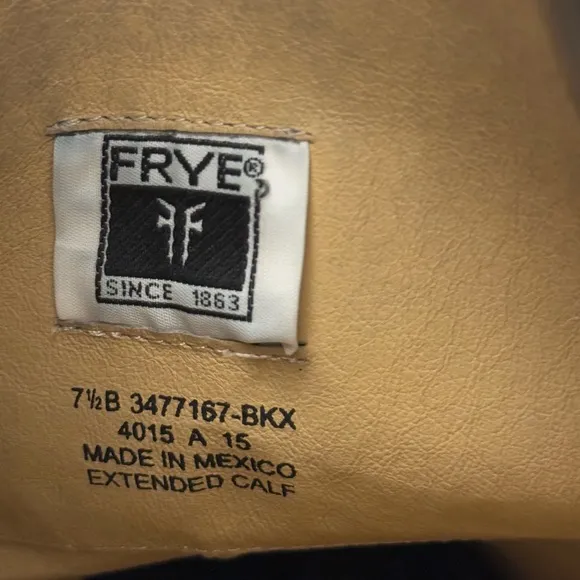 FRYE®
SINCE 1863
7½B 3477167-BKX
4015 A 15
MADE IN MEXICO
EXTENDED CALF